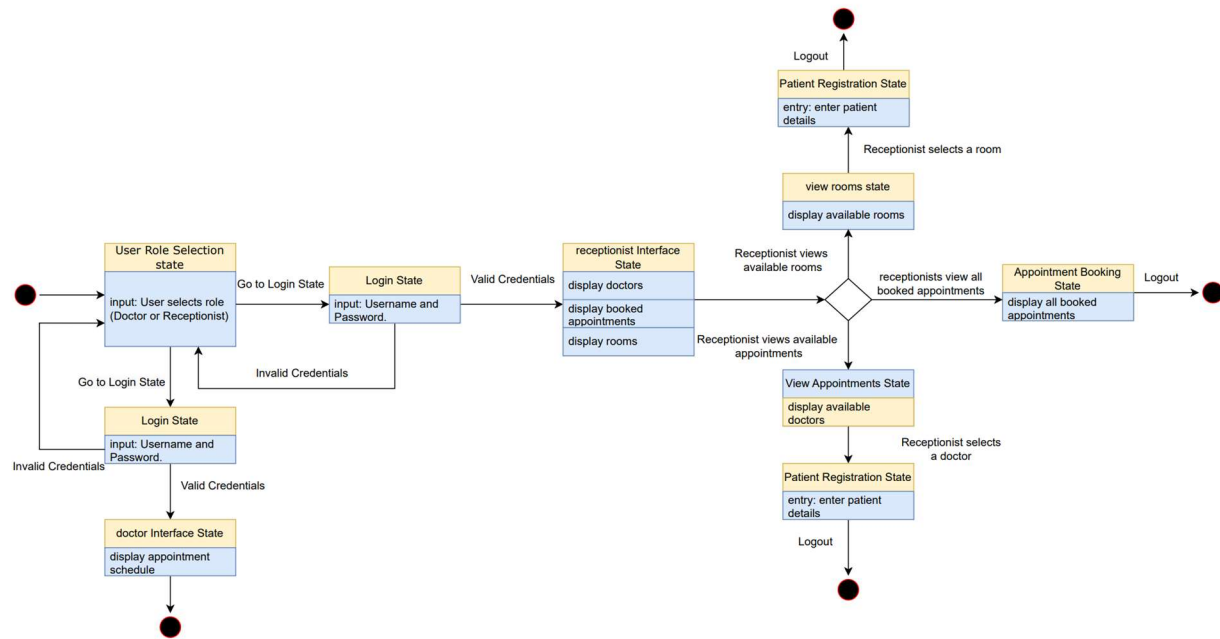 Logout
Patient Registration State
entry: enter patient
details
Receptionist selects a room
view rooms state
display available rooms
User Role Selection
state
input: User selects role
(Doctor or Receptionist)
Go to Login State
Login State
input: Username and
Password.
Valid Credentials
receptionist Interface
State
display doctors
display booked
appointments
display rooms
Receptionist views
available rooms
receptionists view all
booked appointments
Appointment Booking
State
display all booked
appointments
Logout
Receptionist views available
appointments
Invalid Credentials
Go to Login State
View Appointments State
display available
doctors
Login State
input: Username and
Password.
Invalid Credentials
Receptionist selects
a doctor
Valid Credentials
Patient Registration State
entry: enter patient
details
doctor Interface State
display appointment
schedule
Logout